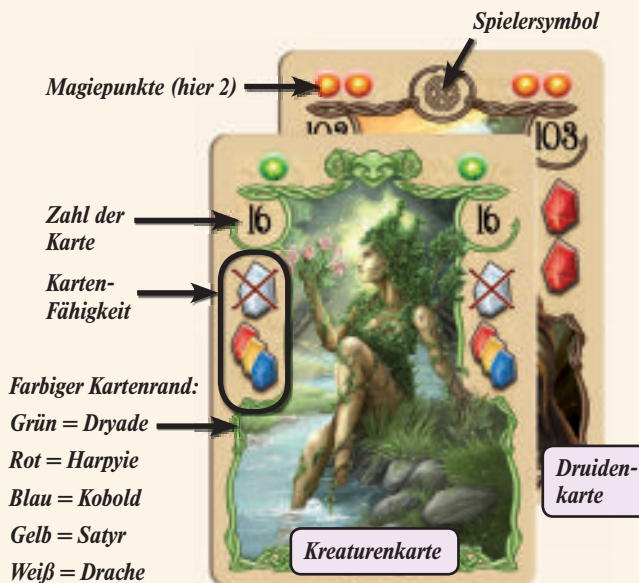 Spielersymbol
Magiepunkte (hier 2)
103
103
16
16
Zahl der
Karte
Karten-
Fähigkeit
Farbiger Kartenrand:
Grün = Dryade
Rot = Harpyie
Blau = Kobold
Gelb = Satyr
Weiß = Drache
Druiden-
karte
Kreaturenkarte